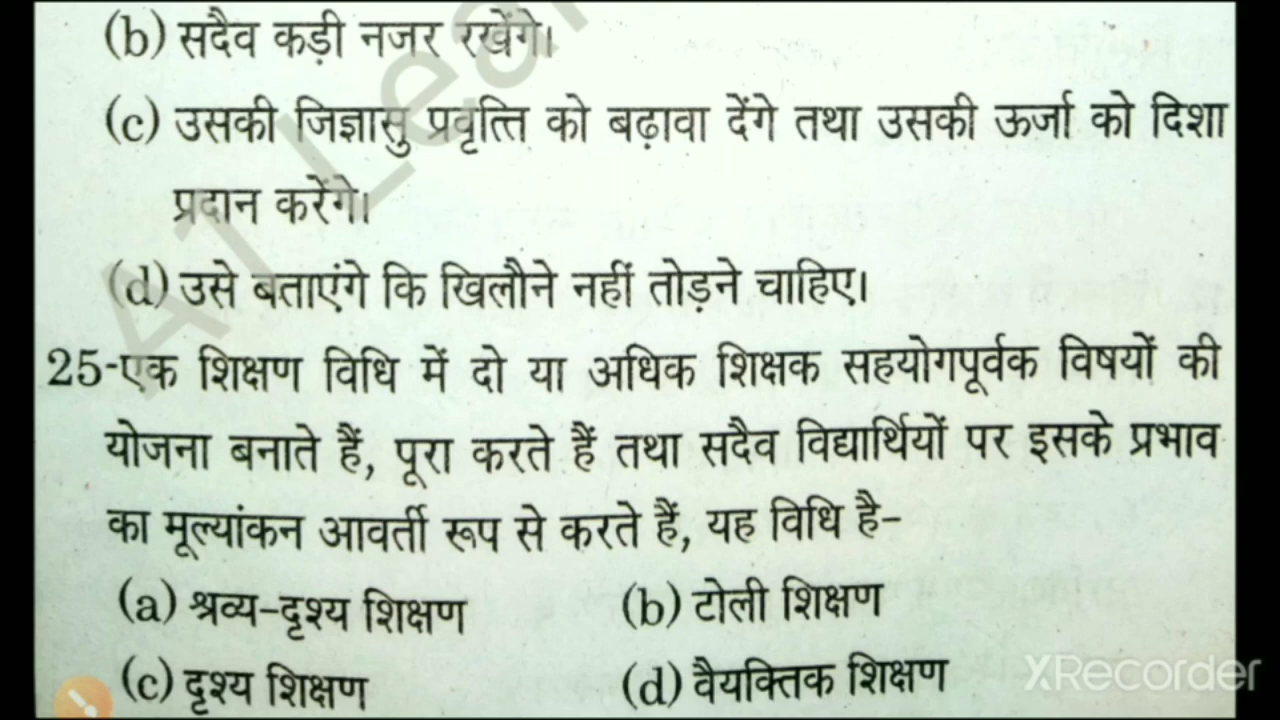 (b) सदैव कड़ी नजर रखेंगे।
(c) उसकी जिज्ञासु प्रवृत्ति को बढ़ावा देंगे तथा उसकी ऊर्जा को दिशा
प्रदान करेंगे।
(d) उसे बताएंगे कि खिलौने नहीं तोड़ने चाहिए।
25-एक शिक्षण विधि में दो या अधिक शिक्षक सहयोगपूर्वक विषयों की
योजना बनाते हैं, पूरा करते हैं तथा सदैव विद्यार्थियों पर इसके प्रभाव
का मूल्यांकन आवर्ती रूप से करते हैं, यह विधि है-
(a) श्रव्य-दृश्य शिक्षण (b) टोली शिक्षण
(c) दृश्य शिक्षण (d) वैयक्तिक शिक्षण
XRecorder